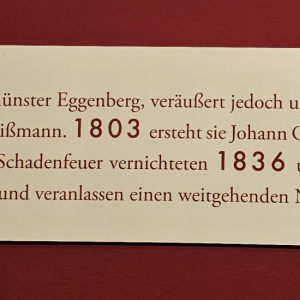 ünster Eggenberg, veräußert jedoch u
ißmann. 1803 ersteht sie Johann
Schadenfeuer vernichteten 1836
und veranlassen einen weitgehenden